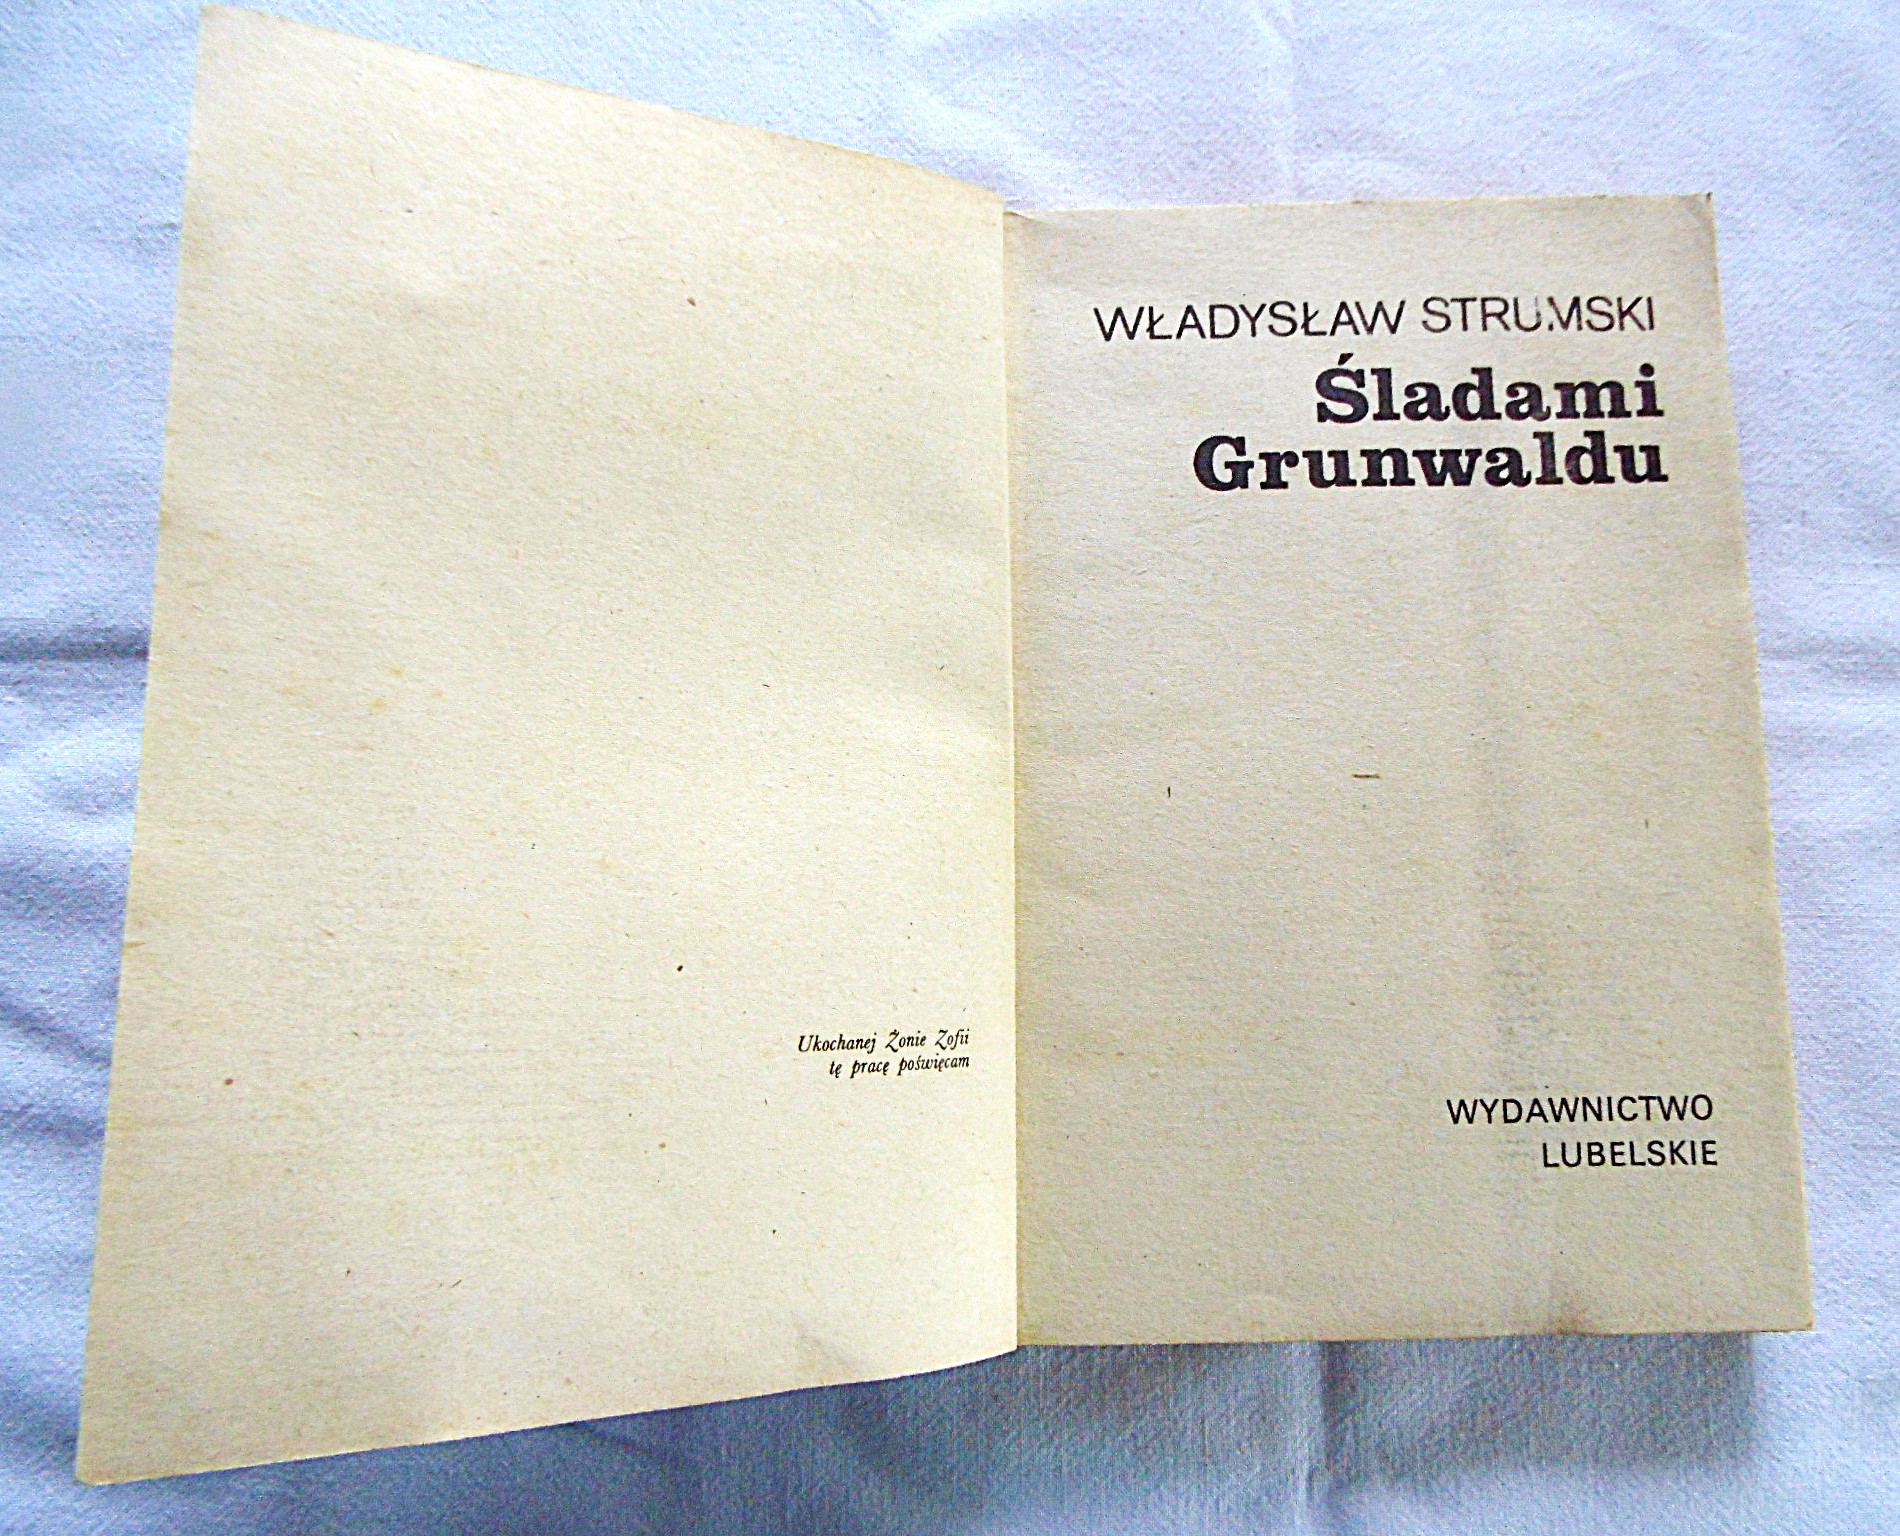 Ukochanej Żonie Zofii
tę pracę poświęcam
WŁADYSŁAW STRUMSKI
Śladami
Grunwaldu
WYDAWNICTWO
LUBELSKIE